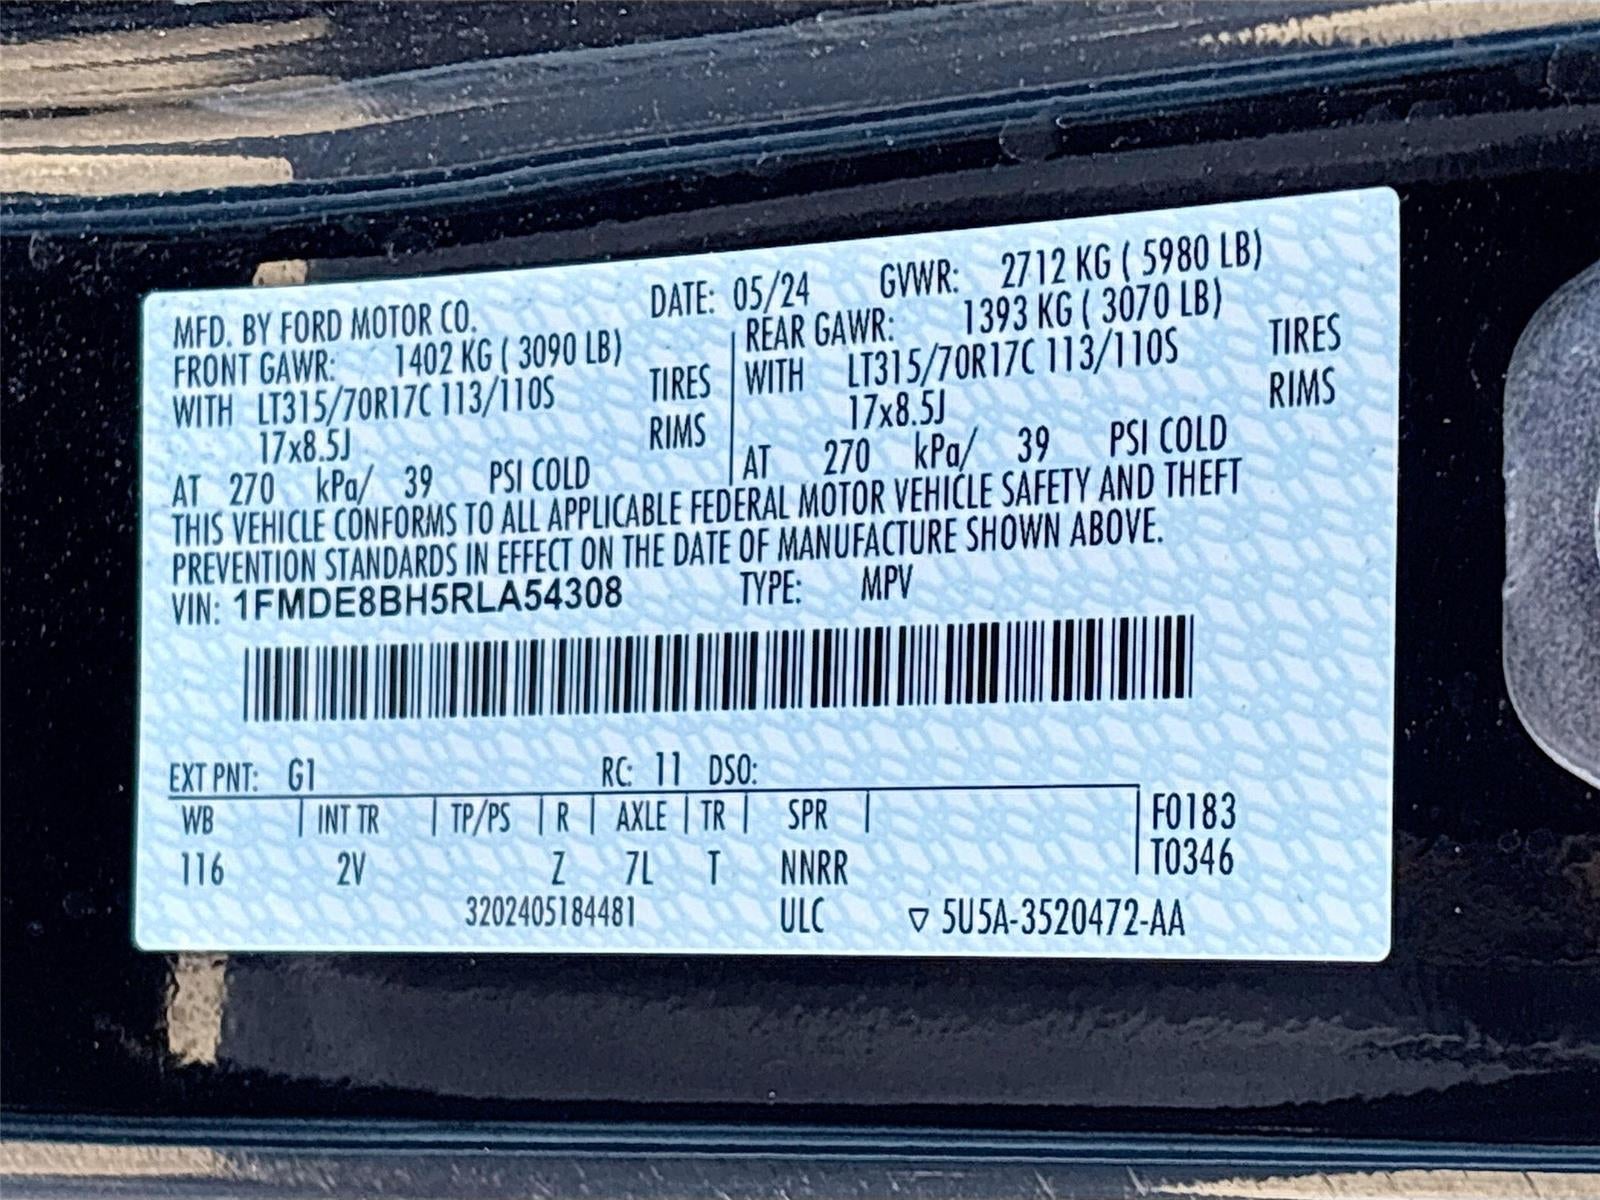 MFD. BY FORD MOTOR CO. DATE: 05/24 GVWR: 2712 KG ( 5980 LB)
FRONT GAWR: 1402 KG ( 3090 LB)
WITH LT315/70R17C 113/110S TIRES
17x8.5J RIMS
AT 270 kPa/ 39 PSI COLD
REAR GAWR: 1393 KG ( 3070 LB)
WITH LT315/70R17C 113/110S TIRES
17x8.5J RIMS
AT 270 kPa/ 39 PSI COLD
THIS VEHICLE CONFORMS TO ALL APPLICABLE FEDERAL MOTOR VEHICLE SAFETY AND THEFT
PREVENTION STANDARDS IN EFFECT ON THE DATE OF MANUFACTURE SHOWN ABOVE.
VIN: 1FMDE8BH5RLA54308 TYPE: MPV
EXT PNT: G1 RC: 11 DSO:
WB INT TR TP/PS R AXLE TR SPR F0183
116 2V Z 7L T NNRR T0346
3202405184481 ULC ▽ 5U5A-3520472-AA